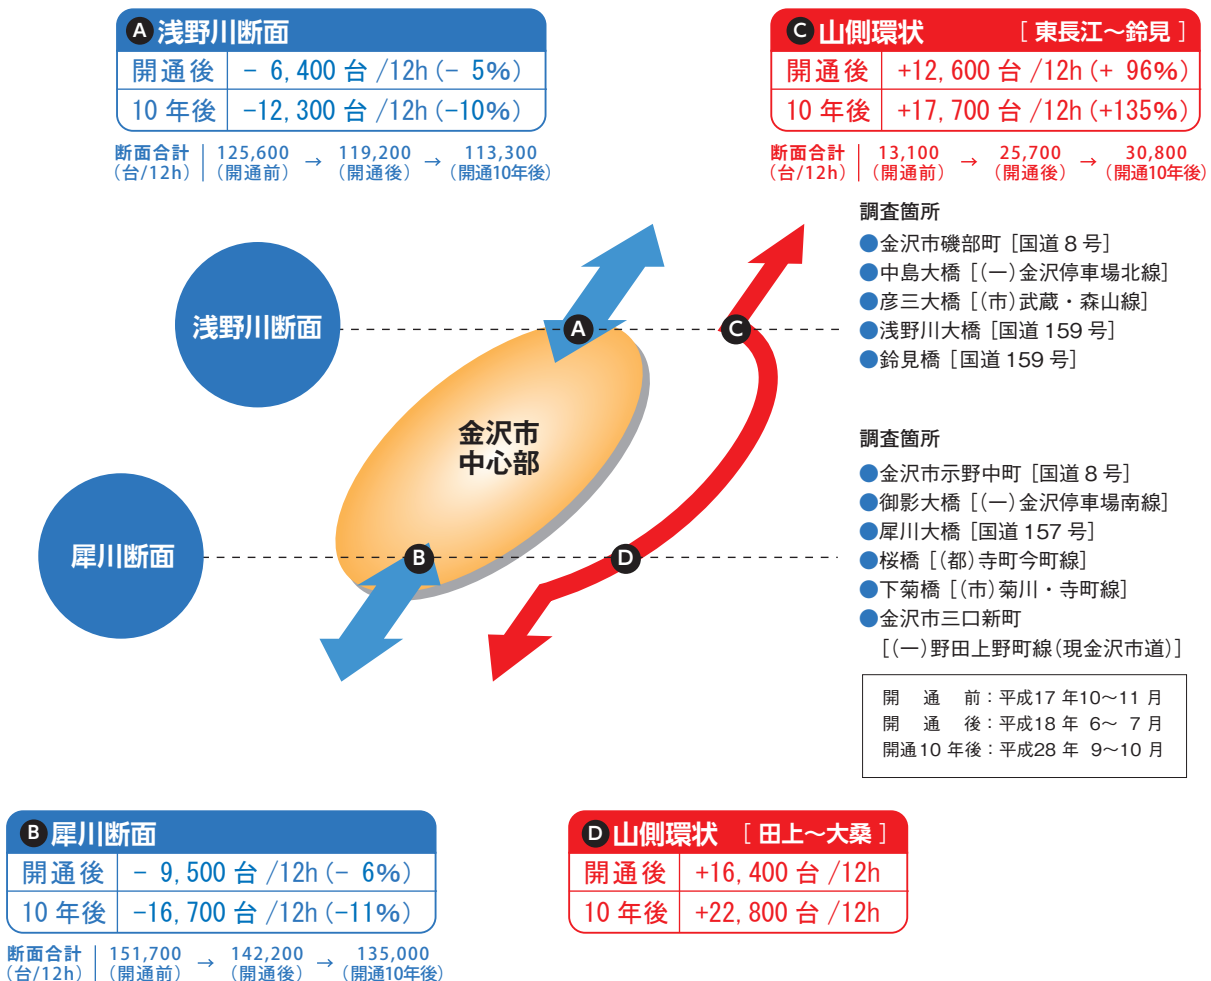 A 浅野川断面
開通後 － 6,400 台 /12h (－ 5%)
10 年後 －12,300 台 /12h (－10%)
断面合計 125,600 → 119,200 → 113,300
(台/12h) (開通前) (開通後) (開通10年後)
C 山側環状 ［ 東長江～鈴見 ］
開通後 +12,600 台 /12h (+ 96%)
10 年後 +17,700 台 /12h (+135%)
断面合計 13,100 → 25,700 → 30,800
(台/12h) (開通前) (開通後) (開通10年後)
調査箇所
●金沢市磯部町［国道 8 号］
●中島大橋［(一)金沢停車場北線］
●彦三大橋［(市)武蔵・森山線］
●浅野川大橋［国道 159 号］
●鈴見橋［国道 159 号］
浅野川断面
A
C
金沢市
中心部
調査箇所
●金沢市示野中町［国道 8 号］
●御影大橋［(一)金沢停車場南線］
●犀川大橋［国道 157 号］
●桜橋［(都)寺町今町線］
●下菊橋［(市)菊川・寺町線］
●金沢市三口新町
［(一)野田上野町線(現金沢市道)］
犀川断面
B
D
開　通　前：平成17 年10～11 月
開　通　後：平成18 年 6～ 7 月
開通10 年後：平成28 年 9～10 月
B 犀川断面
開通後 － 9,500 台 /12h (－ 6%)
10 年後 －16,700 台 /12h (－11%)
断面合計 151,700 → 142,200 → 135,000
(台/12h) (開通前) (開通後) (開通10年後)
D 山側環状 ［ 田上～大桑 ］
開通後 +16,400 台 /12h
10 年後 +22,800 台 /12h